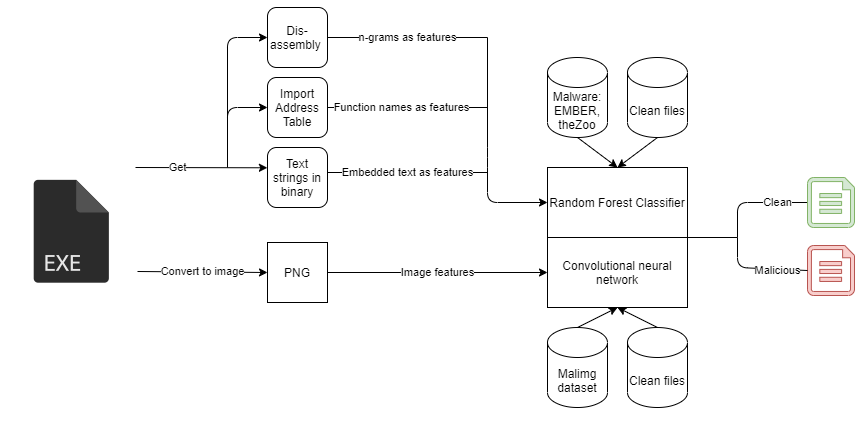 Dis-
assembly
n-grams as features
Import
Address
Table
Function names as features
Get
Text
strings in
binary
Embedded text as features
Malware:
EMBER,
theZoo
Clean files
EXE
Random Forest Classifier
Clean
Convert to image
PNG
Image features
Convolutional neural
network
Malicious
Malimg
dataset
Clean files